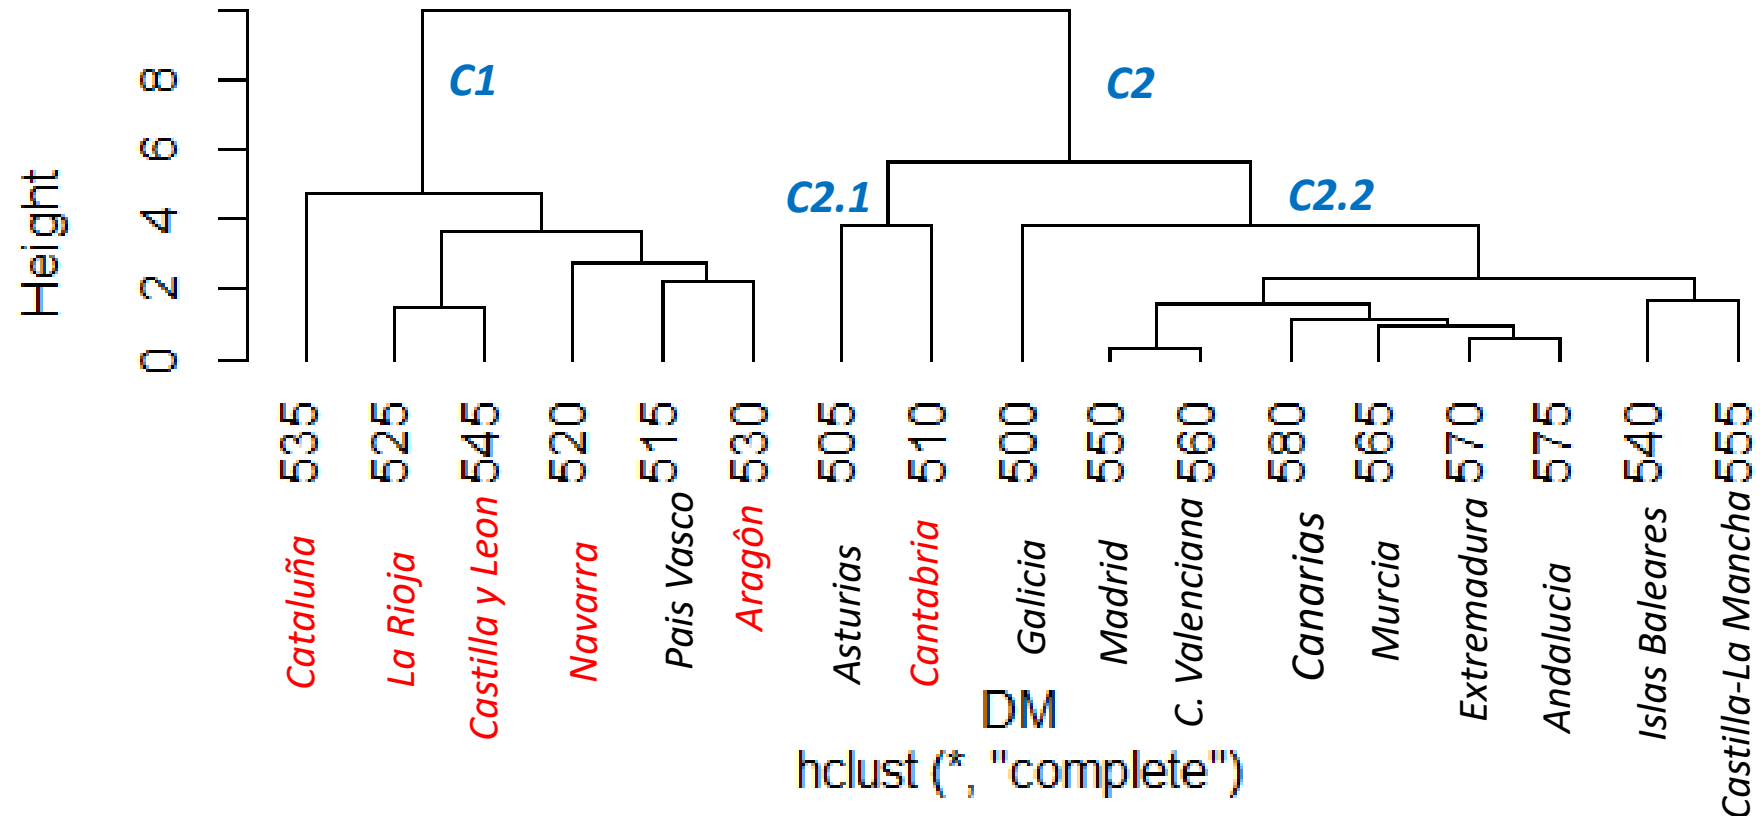 C1
C2
C2.1
C2.2
Height
0 2 4 6 8
535 525 545 520 515 530 505 510 500 550 560 580 565 570 575 540 555
Cataluña
La Rioja
Castilla y Leon
Navarra
Pais Vasco
Aragôn
Asturias
Cantabria
Galicia
Madrid
C. Valenciana
Canarias
Murcia
Extremadura
Andalucia
Islas Baleares
Castilla-La Mancha
DM
hclust (*, "complete")